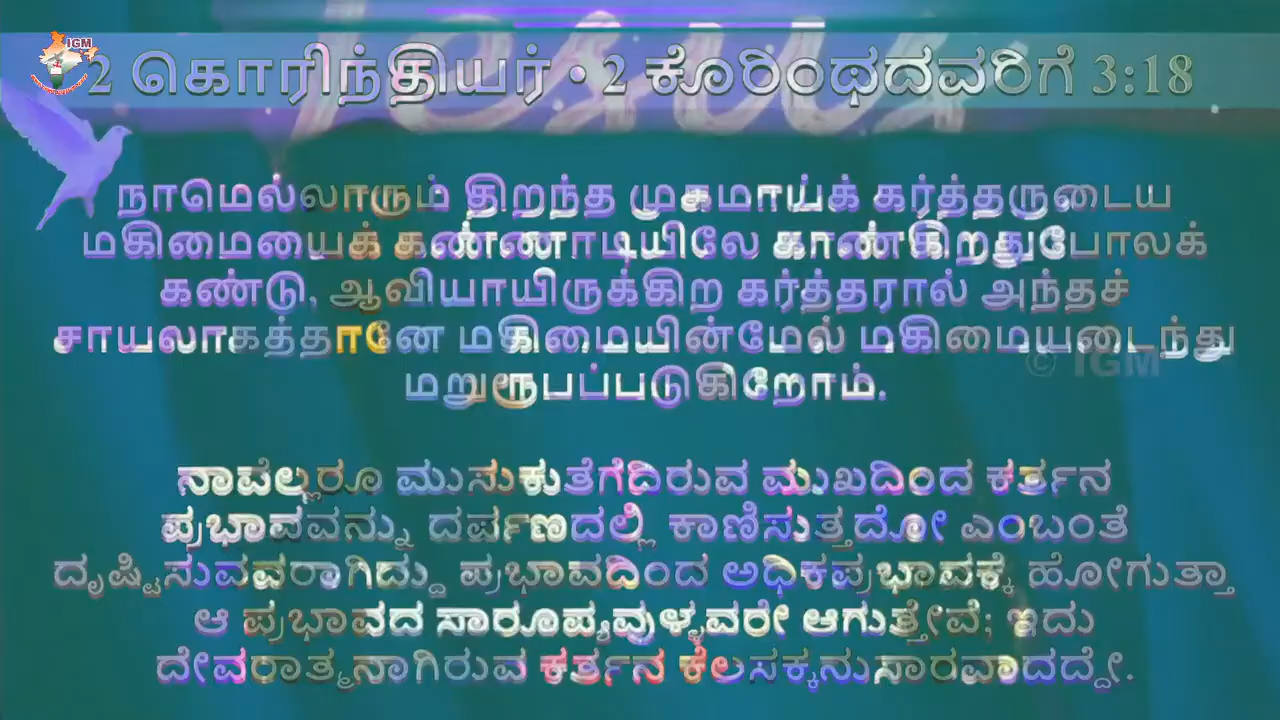 IGM
2 கொரிந்தியர் • 2 ಕೊರಿಂಥದವರಿಗೆ 3:18
நாமெல்லாரும் திறந்த முகமாய்க் கர்த்தருடைய
மகிமையைக் கண்ணாடியிலே காண்கிறதுபோலக்
கண்டு, ஆவியாயிருக்கிற கர்த்தரால் அந்தச்
சாயலாகத்தானே மகிமையின்மேல் மகிமையடைந்து
© IGM
மறுரூபப்படுகிறோம்.
ನಾವೆಲ್ಲರೂ ಮುಸುಕುತೆಗೆದಿರುವ ಮುಖದಿಂದ ಕರ್ತನ
ಪ್ರಭಾವವನ್ನು ದರ್ಪಣದಲ್ಲಿ ಕಾಣಿಸುತ್ತದೋ ಎಂಬಂತೆ
ದೃಷ್ಟಿಸುವವರಾಗಿದ್ದು ಪ್ರಭಾವದಿಂದ ಅಧಿಕಪ್ರಭಾವಕ್ಕೆ ಹೋಗುತ್ತಾ
ಆ ಪ್ರಭಾವದ ಸಾರೂಪ್ಯವುಳ್ಳವರೇ ಆಗುತ್ತೇವೆ; ಇದು
ದೇವರಾತ್ಮನಾಗಿರುವ ಕರ್ತನ ಕೆಲಸಕ್ಕನುಸಾರವಾದದ್ದೇ.